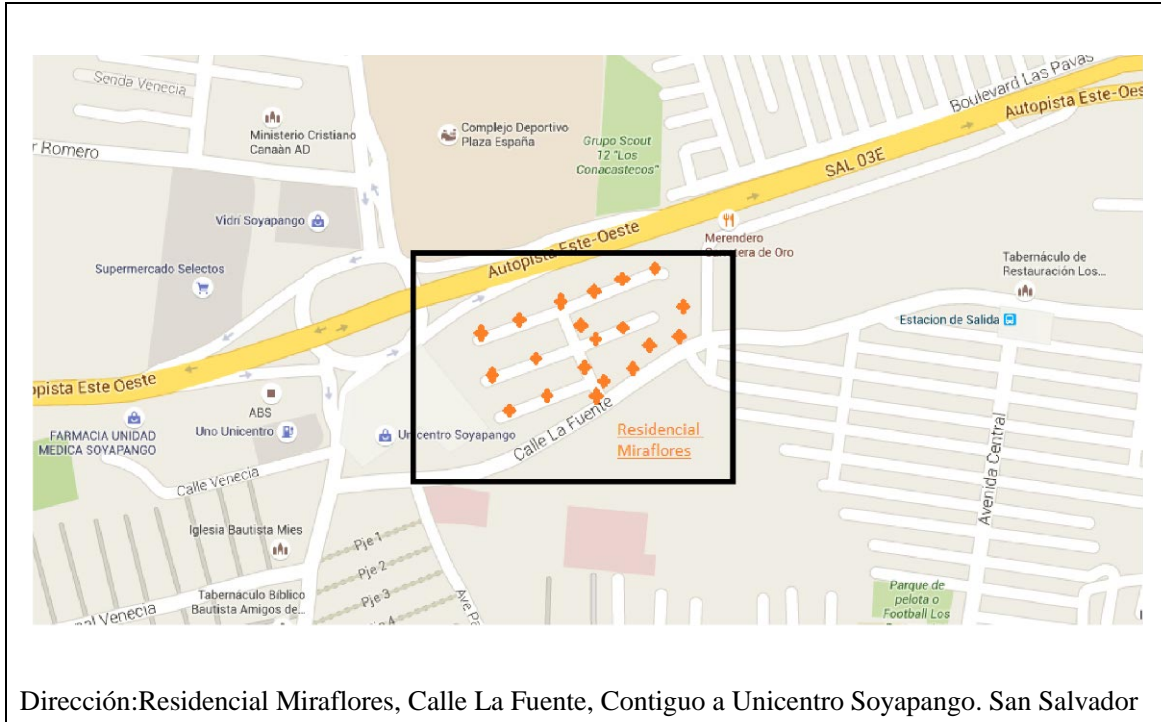 Senda Venecia
Ministerio Cristiano
Canaàn AD
r Romero
Complejo Deportivo
Plaza España
Grupo Scout
12 "Los
Conacastecos"
Boulevard Las Pavas
Autopista Este-Oes
SAL 03E
Vidrí Soyapango
Merendero
Carretera de Oro
Autopista Este-Oeste
Supermercado Selectos
Tabernáculo de
Restauración Los...
Estacion de Salida
opista Este Oeste
ABS
Uno Unicentro
FARMACIA UNIDAD
MEDICA SOYAPANGO
Unicentro Soyapango
Calle La Fuente
Residencial
Miraflores
Calle Venecia
Avenida Central
Iglesia Bautista Mies
Pje 1
Pje 2
Pje 3
Tabernáculo Bíblico
Bautista Amigos de...
al Venecia
Parque de
pelota o
Football Los
Dirección:Residencial Miraflores, Calle La Fuente, Contiguo a Unicentro Soyapango. San Salvador